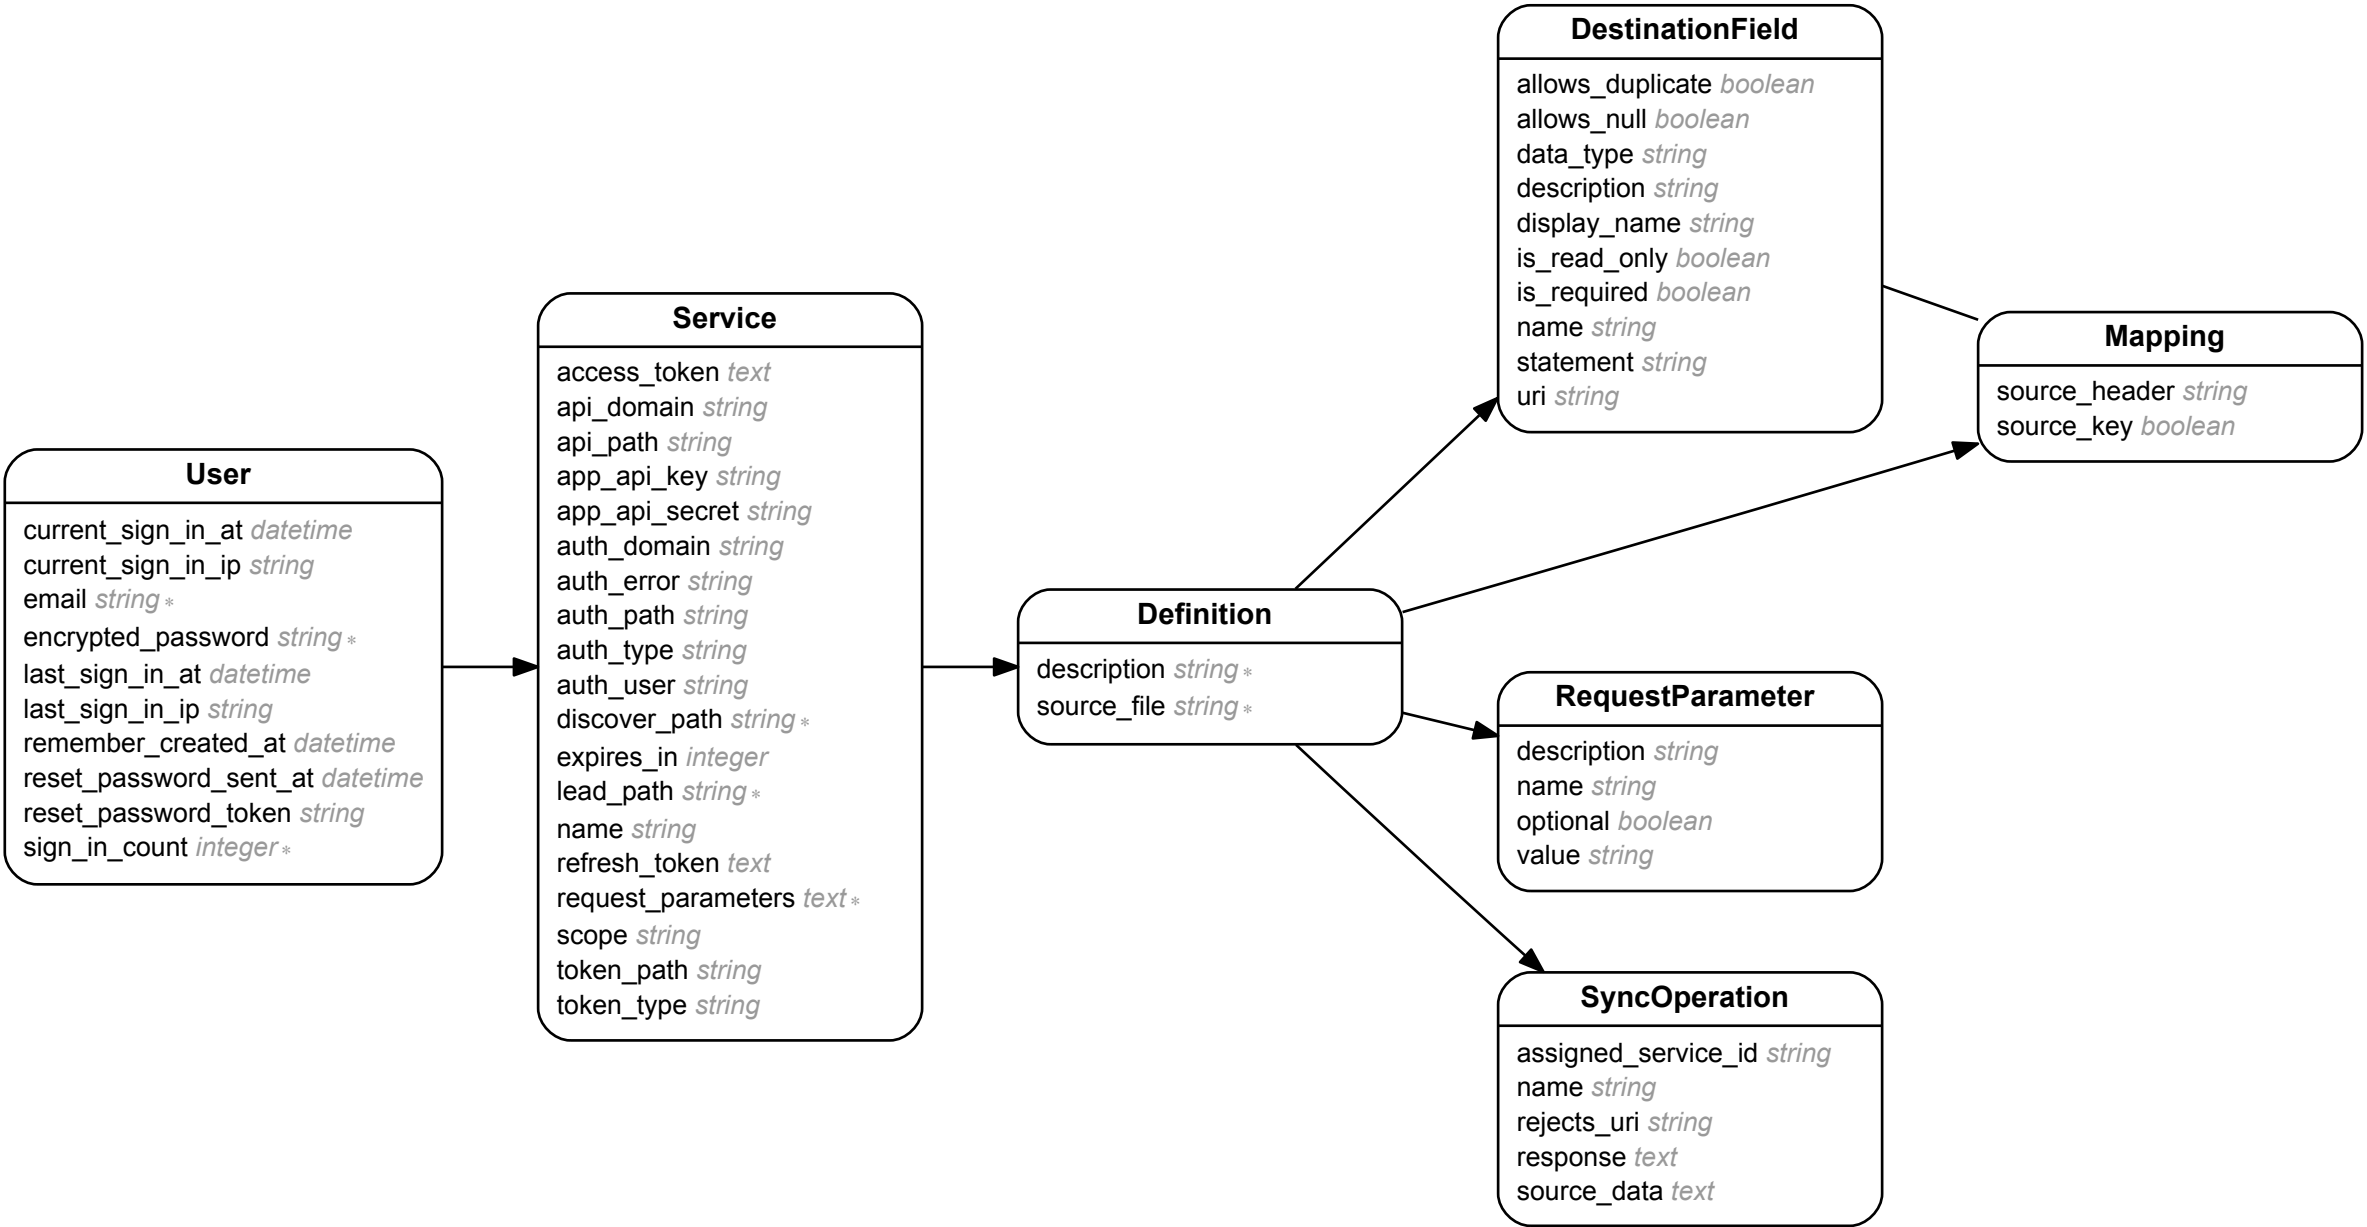 User
current_sign_in_at datetime
current_sign_in_ip string
email string *
encrypted_password string *
last_sign_in_at datetime
last_sign_in_ip string
remember_created_at datetime
reset_password_sent_at datetime
reset_password_token string
sign_in_count integer *
Service
access_token text
api_domain string
api_path string
app_api_key string
app_api_secret string
auth_domain string
auth_error string
auth_path string
auth_type string
auth_user string
discover_path string *
expires_in integer
lead_path string *
name string
refresh_token text
request_parameters text *
scope string
token_path string
token_type string
Definition
description string *
source_file string *
DestinationField
allows_duplicate boolean
allows_null boolean
data_type string
description string
display_name string
is_read_only boolean
is_required boolean
name string
statement string
uri string
Mapping
source_header string
source_key boolean
RequestParameter
description string
name string
optional boolean
value string
SyncOperation
assigned_service_id string
name string
rejects_uri string
response text
source_data text